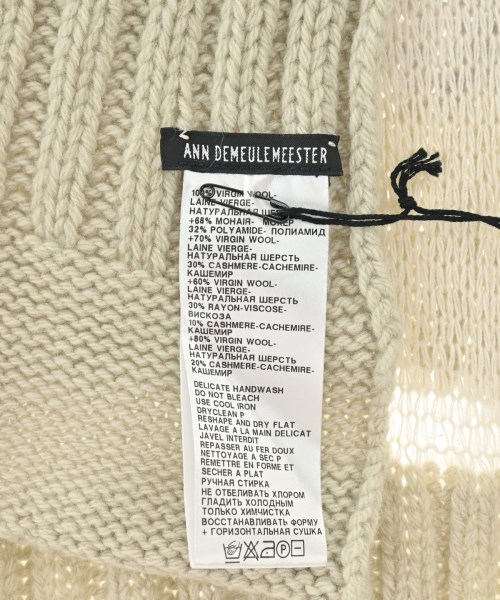 ANN DEMEULEMEESTER
100% VIRGIN WOOL-
LAINE VIERGE-
НАТУРАЛЬНАЯ ШЕРСТЬ
+68% MOHAIR- МОХЕР
32% POLYAMIDE- ПОЛИАМИД
+70% VIRGIN WOOL-
LAINE VIERGE-
НАТУРАЛЬНАЯ ШЕРСТЬ
30% CASHMERE-CACHEMIRE-
КАШЕМИР
+60% VIRGIN WOOL-
LAINE VIERGE-
НАТУРАЛЬНАЯ ШЕРСТЬ
30% RAYON-VISCOSE-
ВИСКОЗА
10% CASHMERE-CACHEMIRE-
КАШЕМИР
+80% VIRGIN WOOL-
LAINE VIERGE-
НАТУРАЛЬНАЯ ШЕРСТЬ
20% CASHMERE-CACHEMIRE-
КАШЕМИР
DELICATE HANDWASH
DO NOT BLEACH
USE COOL IRON
DRYCLEAN P
RESHAPE AND DRY FLAT
LAVAGE A LA MAIN DELICAT
JAVEL INTERDIT
REPASSER AU FER DOUX
NETTOYAGE A SEC P
REMETTRE EN FORME ET
SECHER A PLAT
РУЧНАЯ СТИРКА
НЕ ОТБЕЛИВАТЬ ХЛОРОМ
ГЛАДИТЬ ХОЛОДНЫМ
ТОЛЬКО ХИМЧИСТКА
ВОССТАНАВЛИВАТЬ ФОРМУ
+ ГОРИЗОНТАЛЬНАЯ СУШКА
P